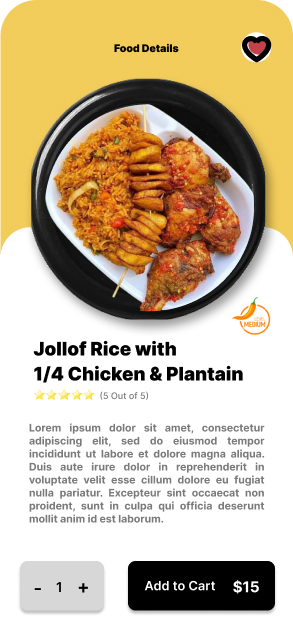 Food Details
MEDIUM
Jollof Rice with
1/4 Chicken & Plantain
(5 Out of 5)
Lorem ipsum dolor sit amet, consectetur
adipiscing elit, sed do eiusmod tempor
incididunt ut labore et dolore magna aliqua.
Duis aute irure dolor in reprehenderit in
voluptate velit esse cillum dolore eu fugiat
nulla pariatur. Excepteur sint occaecat non
proident, sunt in culpa qui officia deserunt
mollit anim id est laborum.
- 1 +
Add to Cart $15